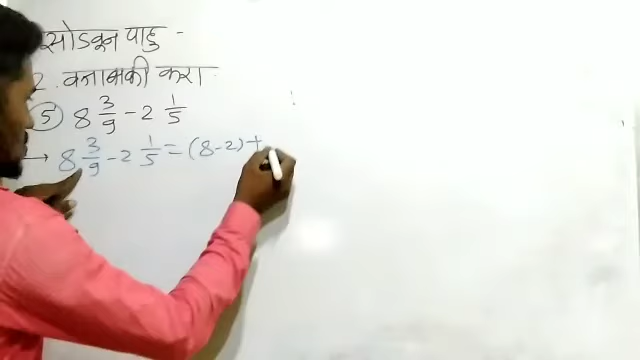 सोडवून पाहु -
2. वजाबाकी करा
5 8 3/9 - 2 1/5
→ 8 3/9 - 2 1/5 = (8-2) +